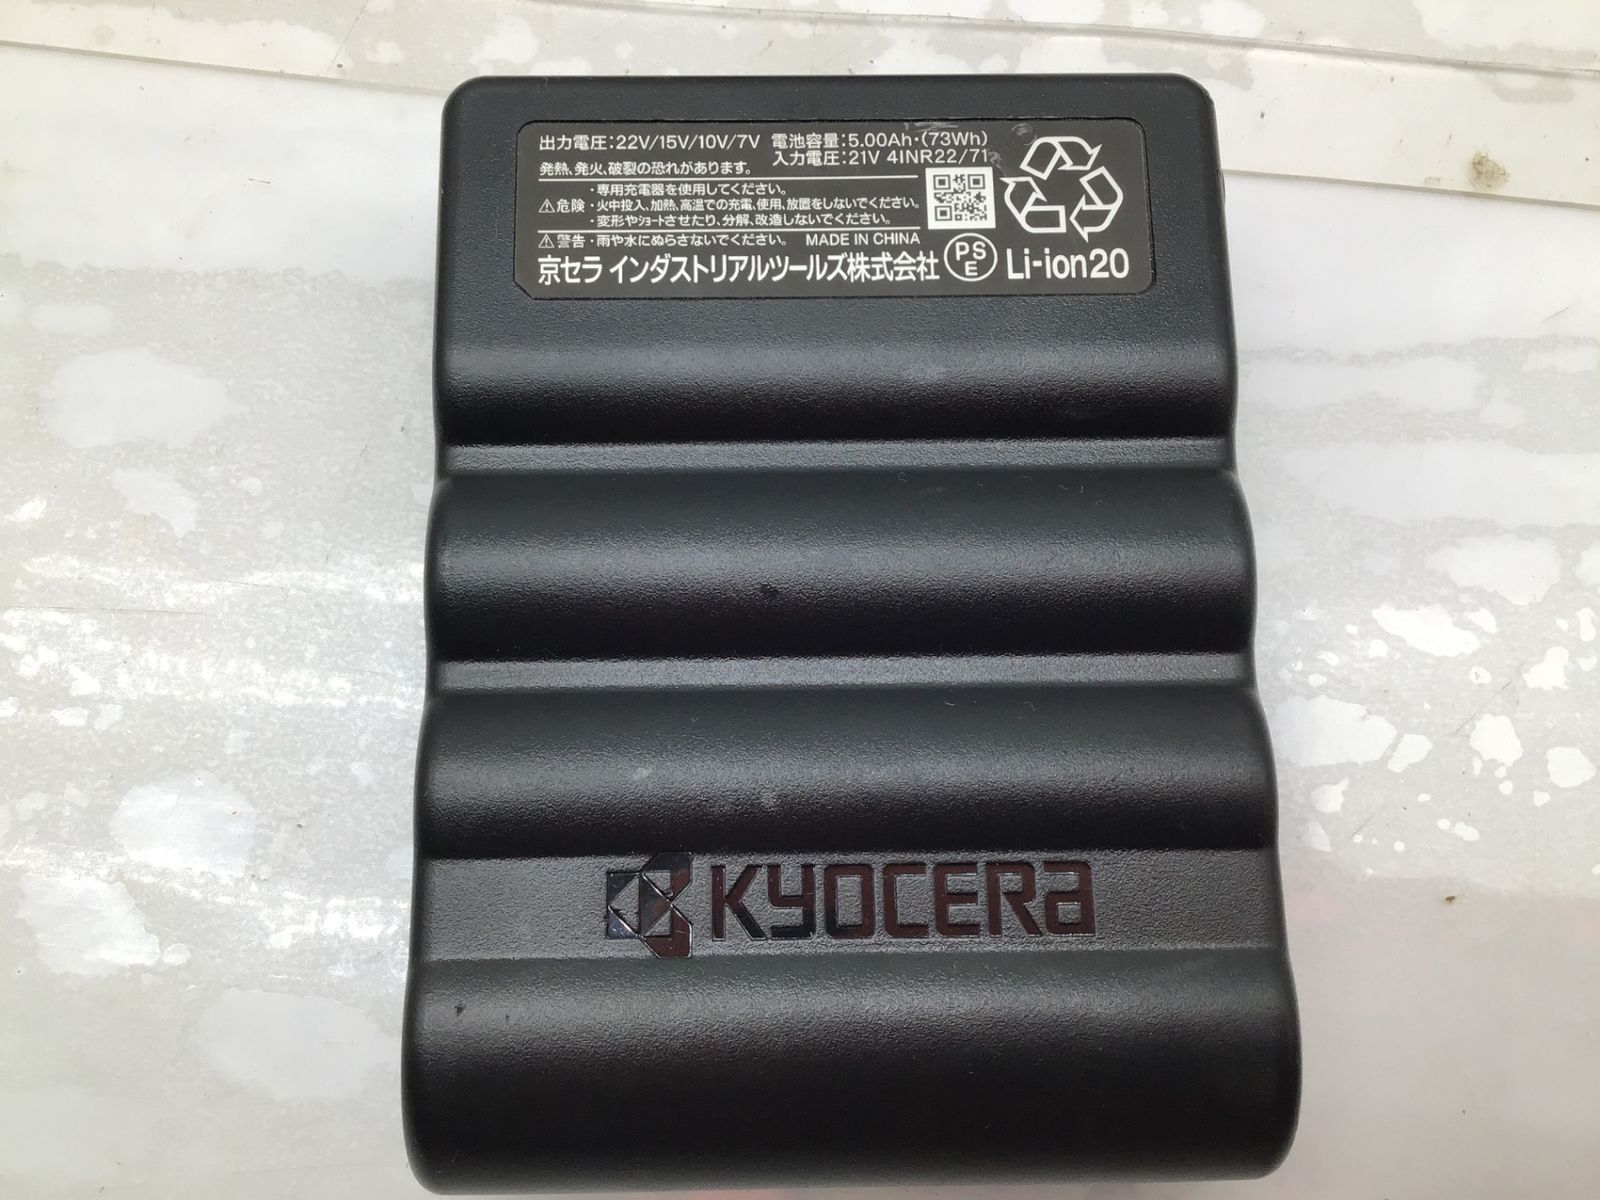 出力電圧:22V/15V/10V/7V 電池容量:5.00Ah・(73Wh)
入力電圧:21V 4INR22/71
発熱、発火、破裂の恐れがあります。
・専用充電器を使用してください。
⚠危険・火中投入、加熱、高温での充電、使用、放置をしないでください。
・変形やショートさせたり、分解、改造しないでください。
⚠警告・雨や水にぬらさないでください。 MADE IN CHINA
京セラ インダストリアルツールズ株式会社 PSE Li-ion20
KYOCERA